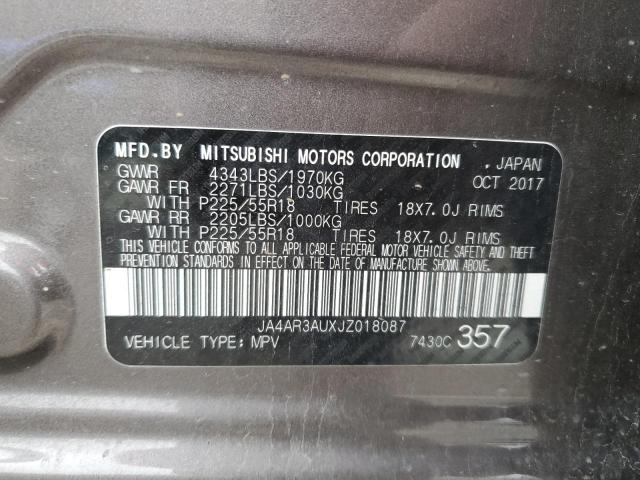 MFD.BY MITSUBISHI MOTORS CORPORATION , JAPAN
GVWR 4343LBS/1970KG OCT 2017
GAWR FR 2271LBS/1030KG
WITH P225/55R18 TIRES 18X7.0J RIMS
GAWR RR 2205LBS/1000KG
WITH P225/55R18 TIRES 18X7.0J RIMS
THIS VEHICLE CONFORMS TO ALL APPLICABLE FEDERAL MOTOR VEHICLE SAFETY AND THEFT
PREVENTION STANDARDS IN EFFECT ON THE DATE OF MANUFACTURE SHOWN ABOVE.
JA4AR3AUXJZ018087
VEHICLE TYPE: MPV 7430C 357